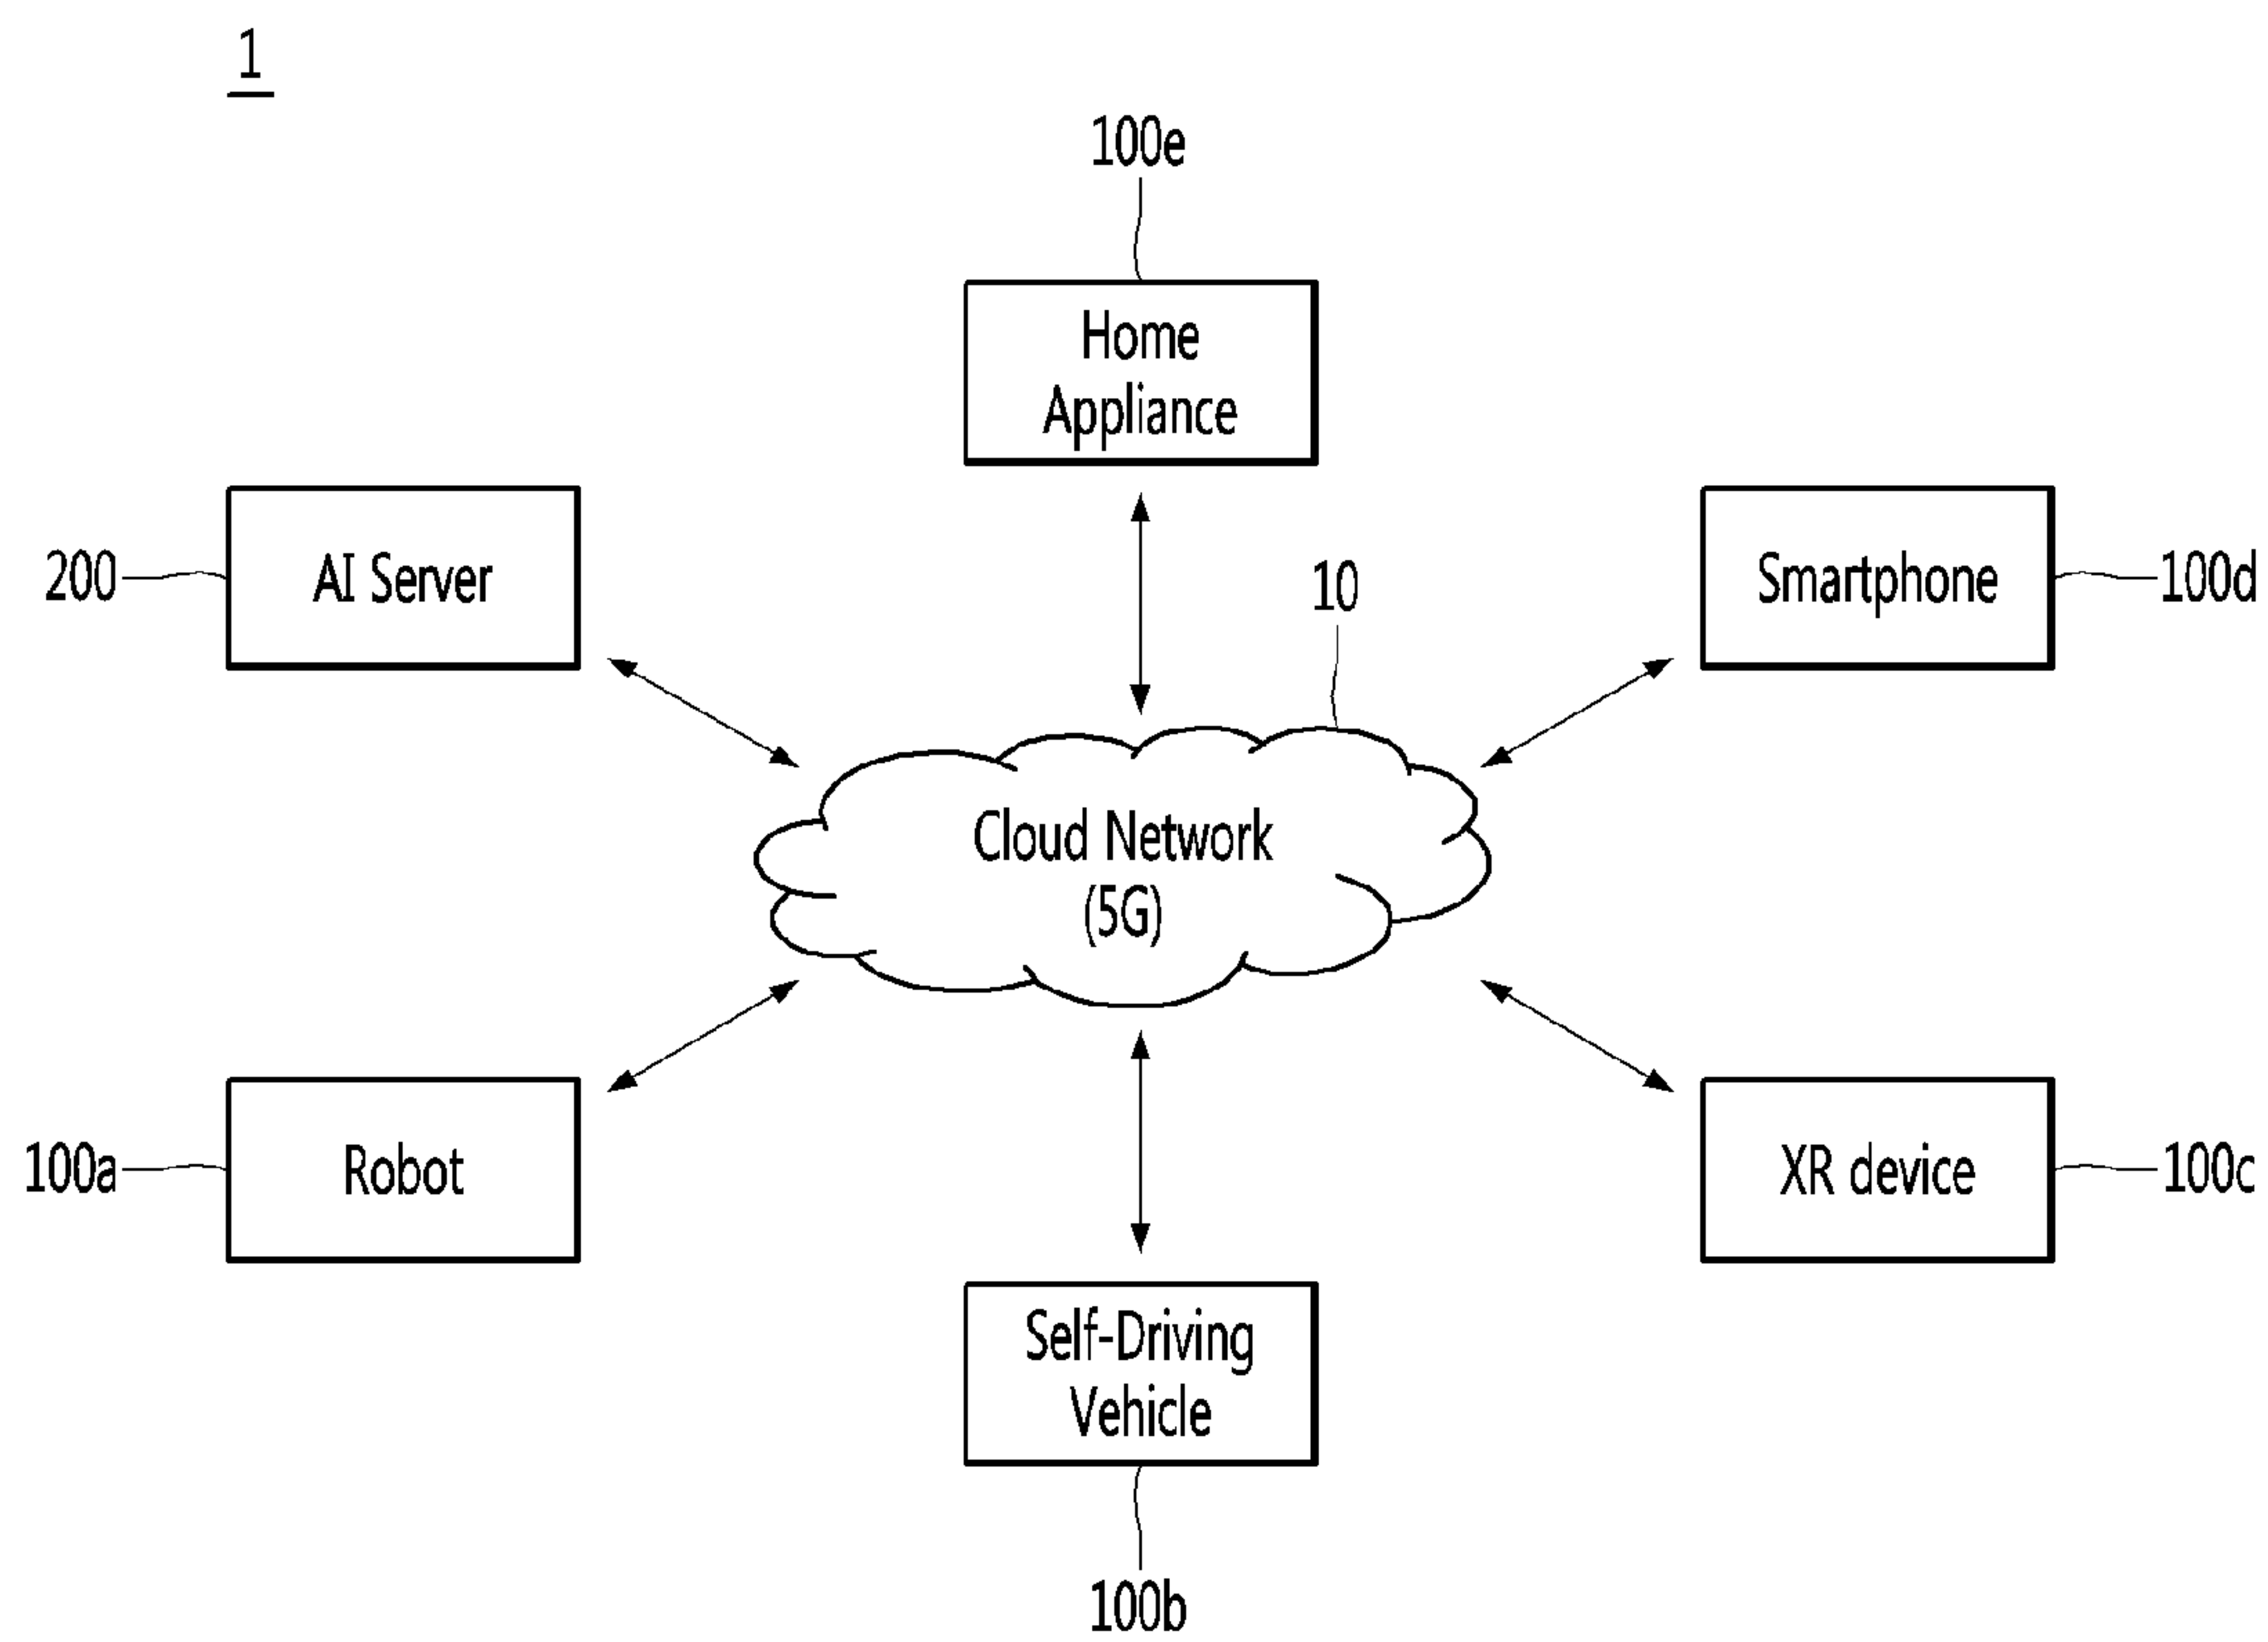 1
100e
Home
Appliance
200
AI Server
10
Smartphone
100d
Cloud Network
(5G)
100a
Robot
XR device
100c
Self-Driving
Vehicle
100b